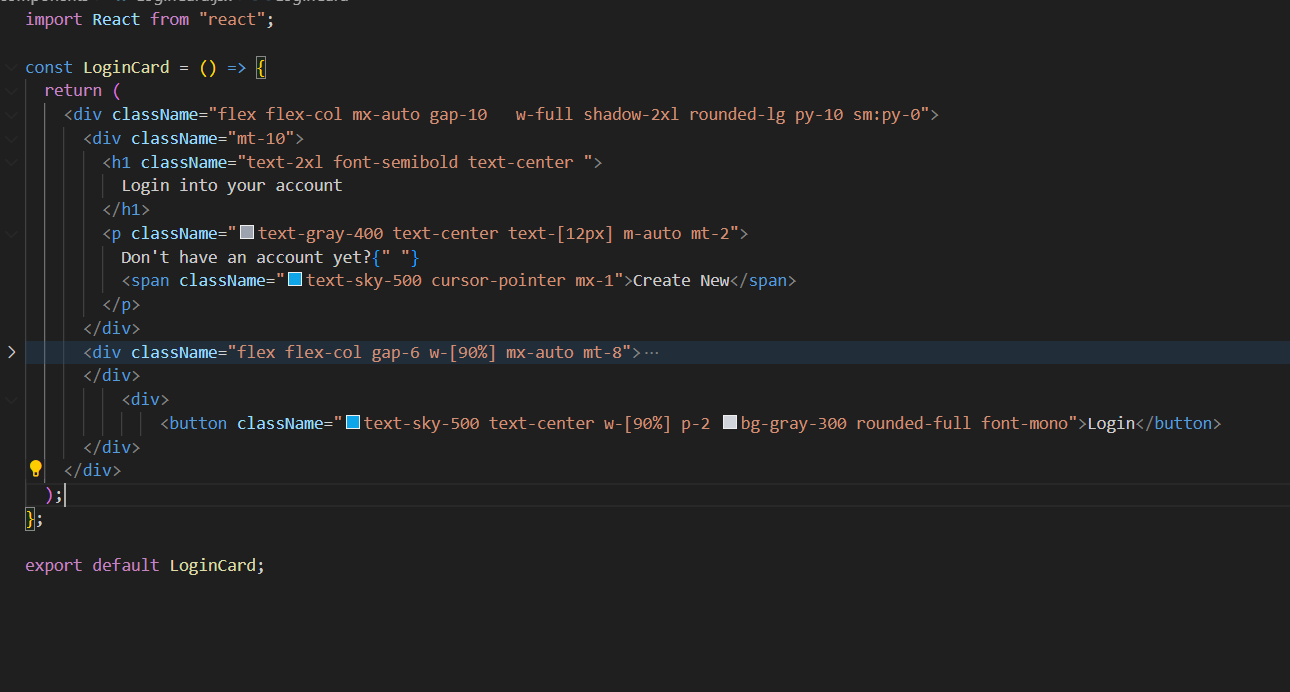 import React from "react";
const LoginCard = () => {
return (
<div className="flex flex-col mx-auto gap-10   w-full shadow-2xl rounded-lg py-10 sm:py-0">
<div className="mt-10">
<h1 className="text-2xl font-semibold text-center ">
Login into your account
</h1>
<p className="text-gray-400 text-center text-[12px] m-auto mt-2">
Don't have an account yet?{" "}
<span className="text-sky-500 cursor-pointer mx-1">Create New</span>
</p>
</div>
<div className="flex flex-col gap-6 w-[90%] mx-auto mt-8">⋯
</div>
<div>
<button className="text-sky-500 text-center w-[90%] p-2 bg-gray-300 rounded-full font-mono">Login</button>
</div>
</div>
);
};
export default LoginCard;